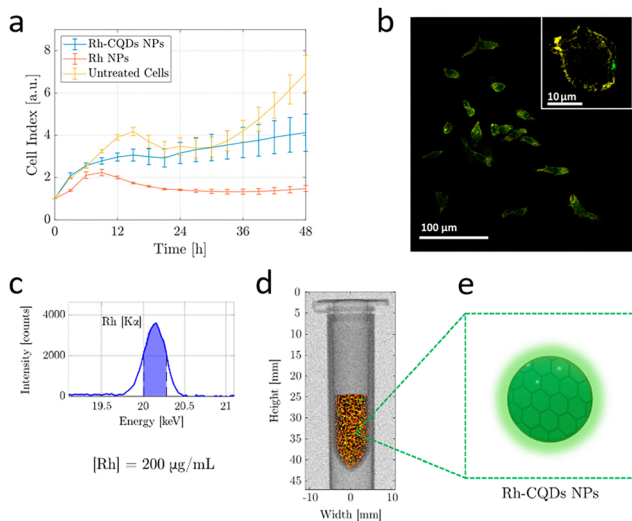 a
Rh-CQDs NPs
Rh NPs
Untreated Cells
8
6
4
2
0
Cell Index [a.u.]
0 12 24 36 48
Time [h]
b
10 μm
100 μm
c
Rh [Kα]
4000
2000
0
Intensity [counts]
19.5 20 20.5 21
Energy [keV]
[Rh] = 200 μg/mL
d
0
5
10
15
20
25
30
35
40
45
Height [mm]
-10 0 10
Width [mm]
e
Rh-CQDs NPs